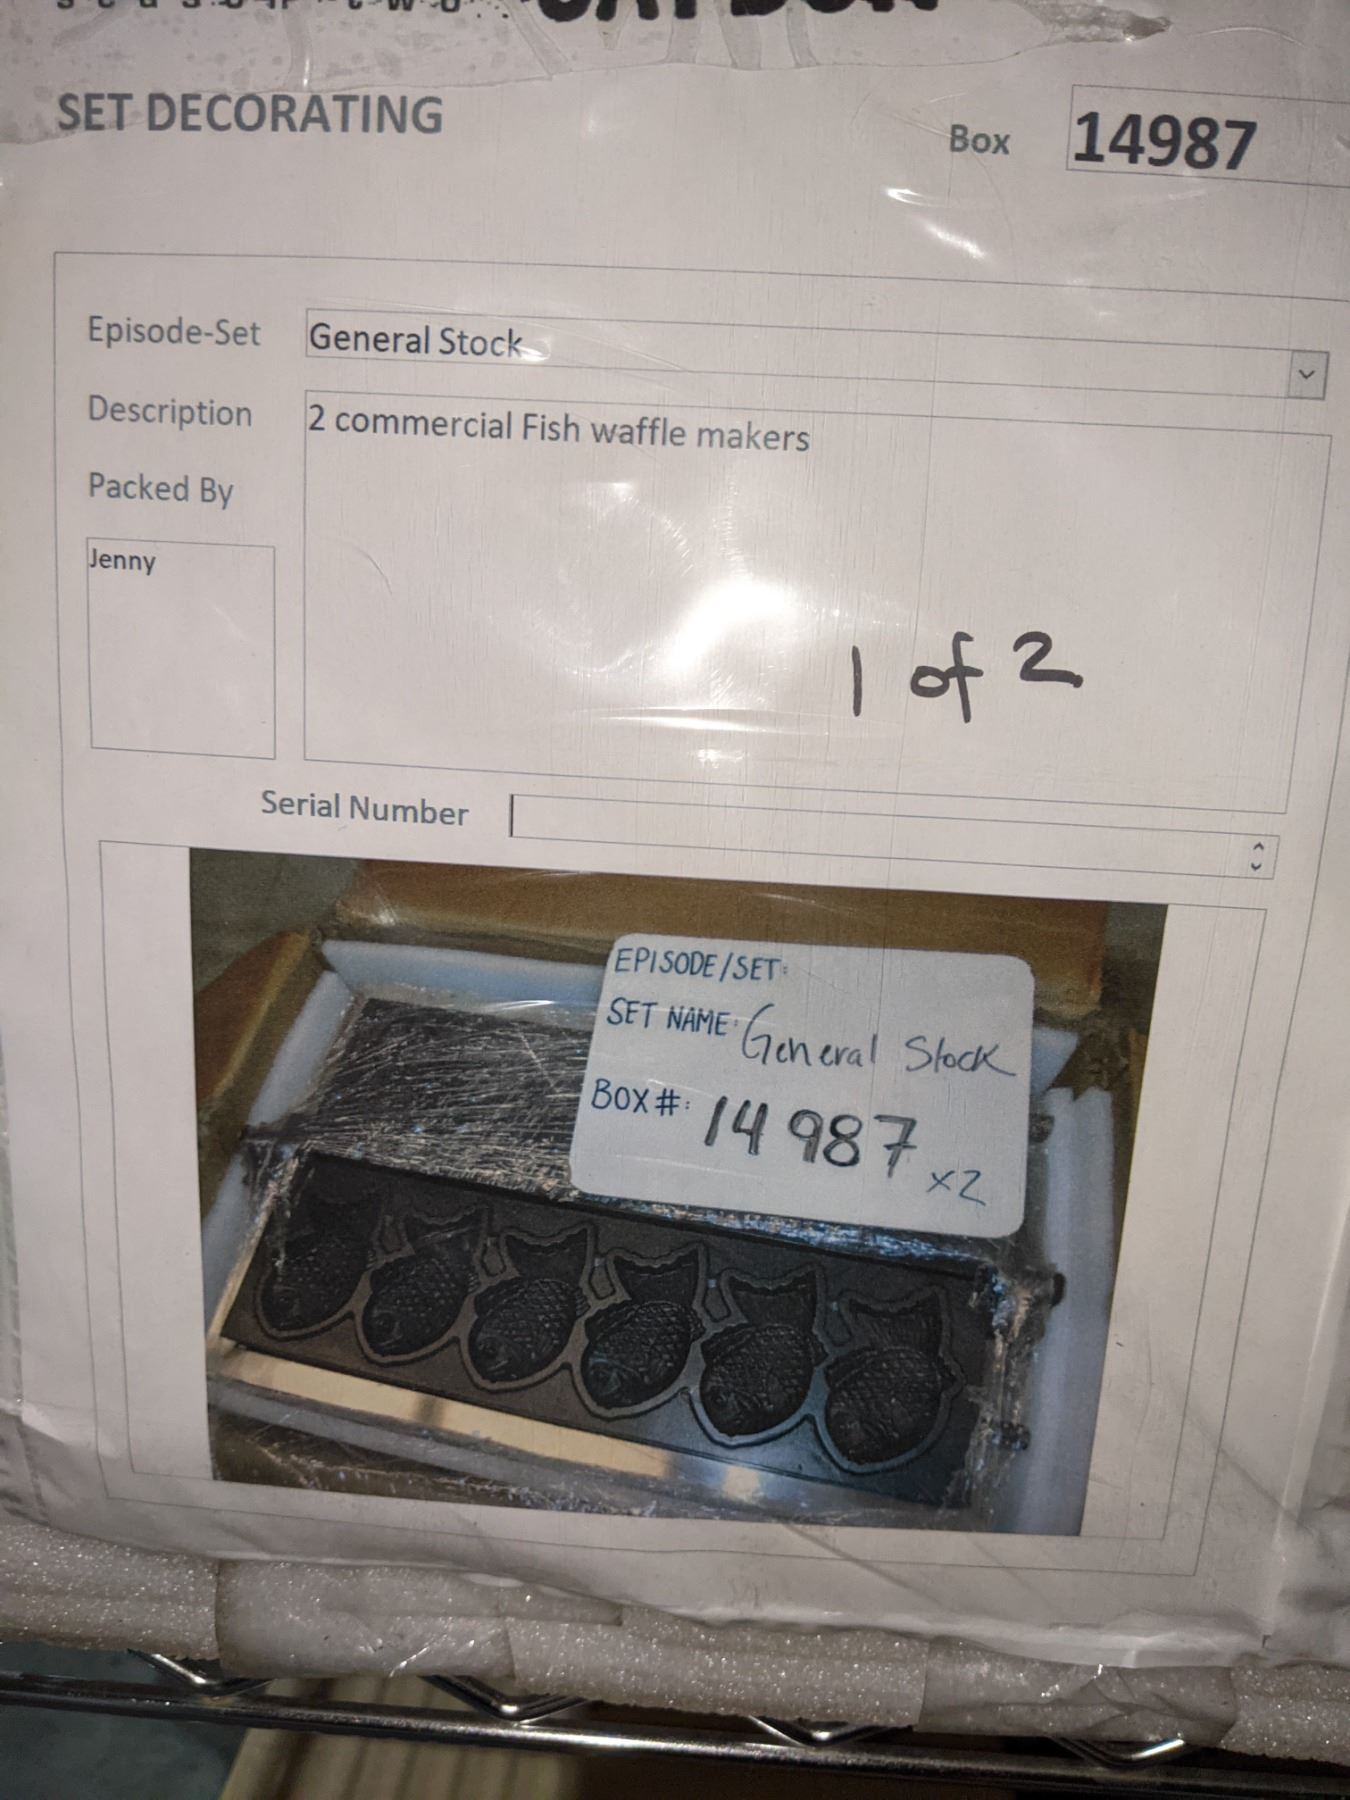 SET DECORATING
Box 14987
Episode-Set General Stock
Description 2 commercial Fish waffle makers
Packed By
Jenny
1 of 2
Serial Number
EPISODE/SET:
SET NAME: General Stock
BOX#: 14987 x2